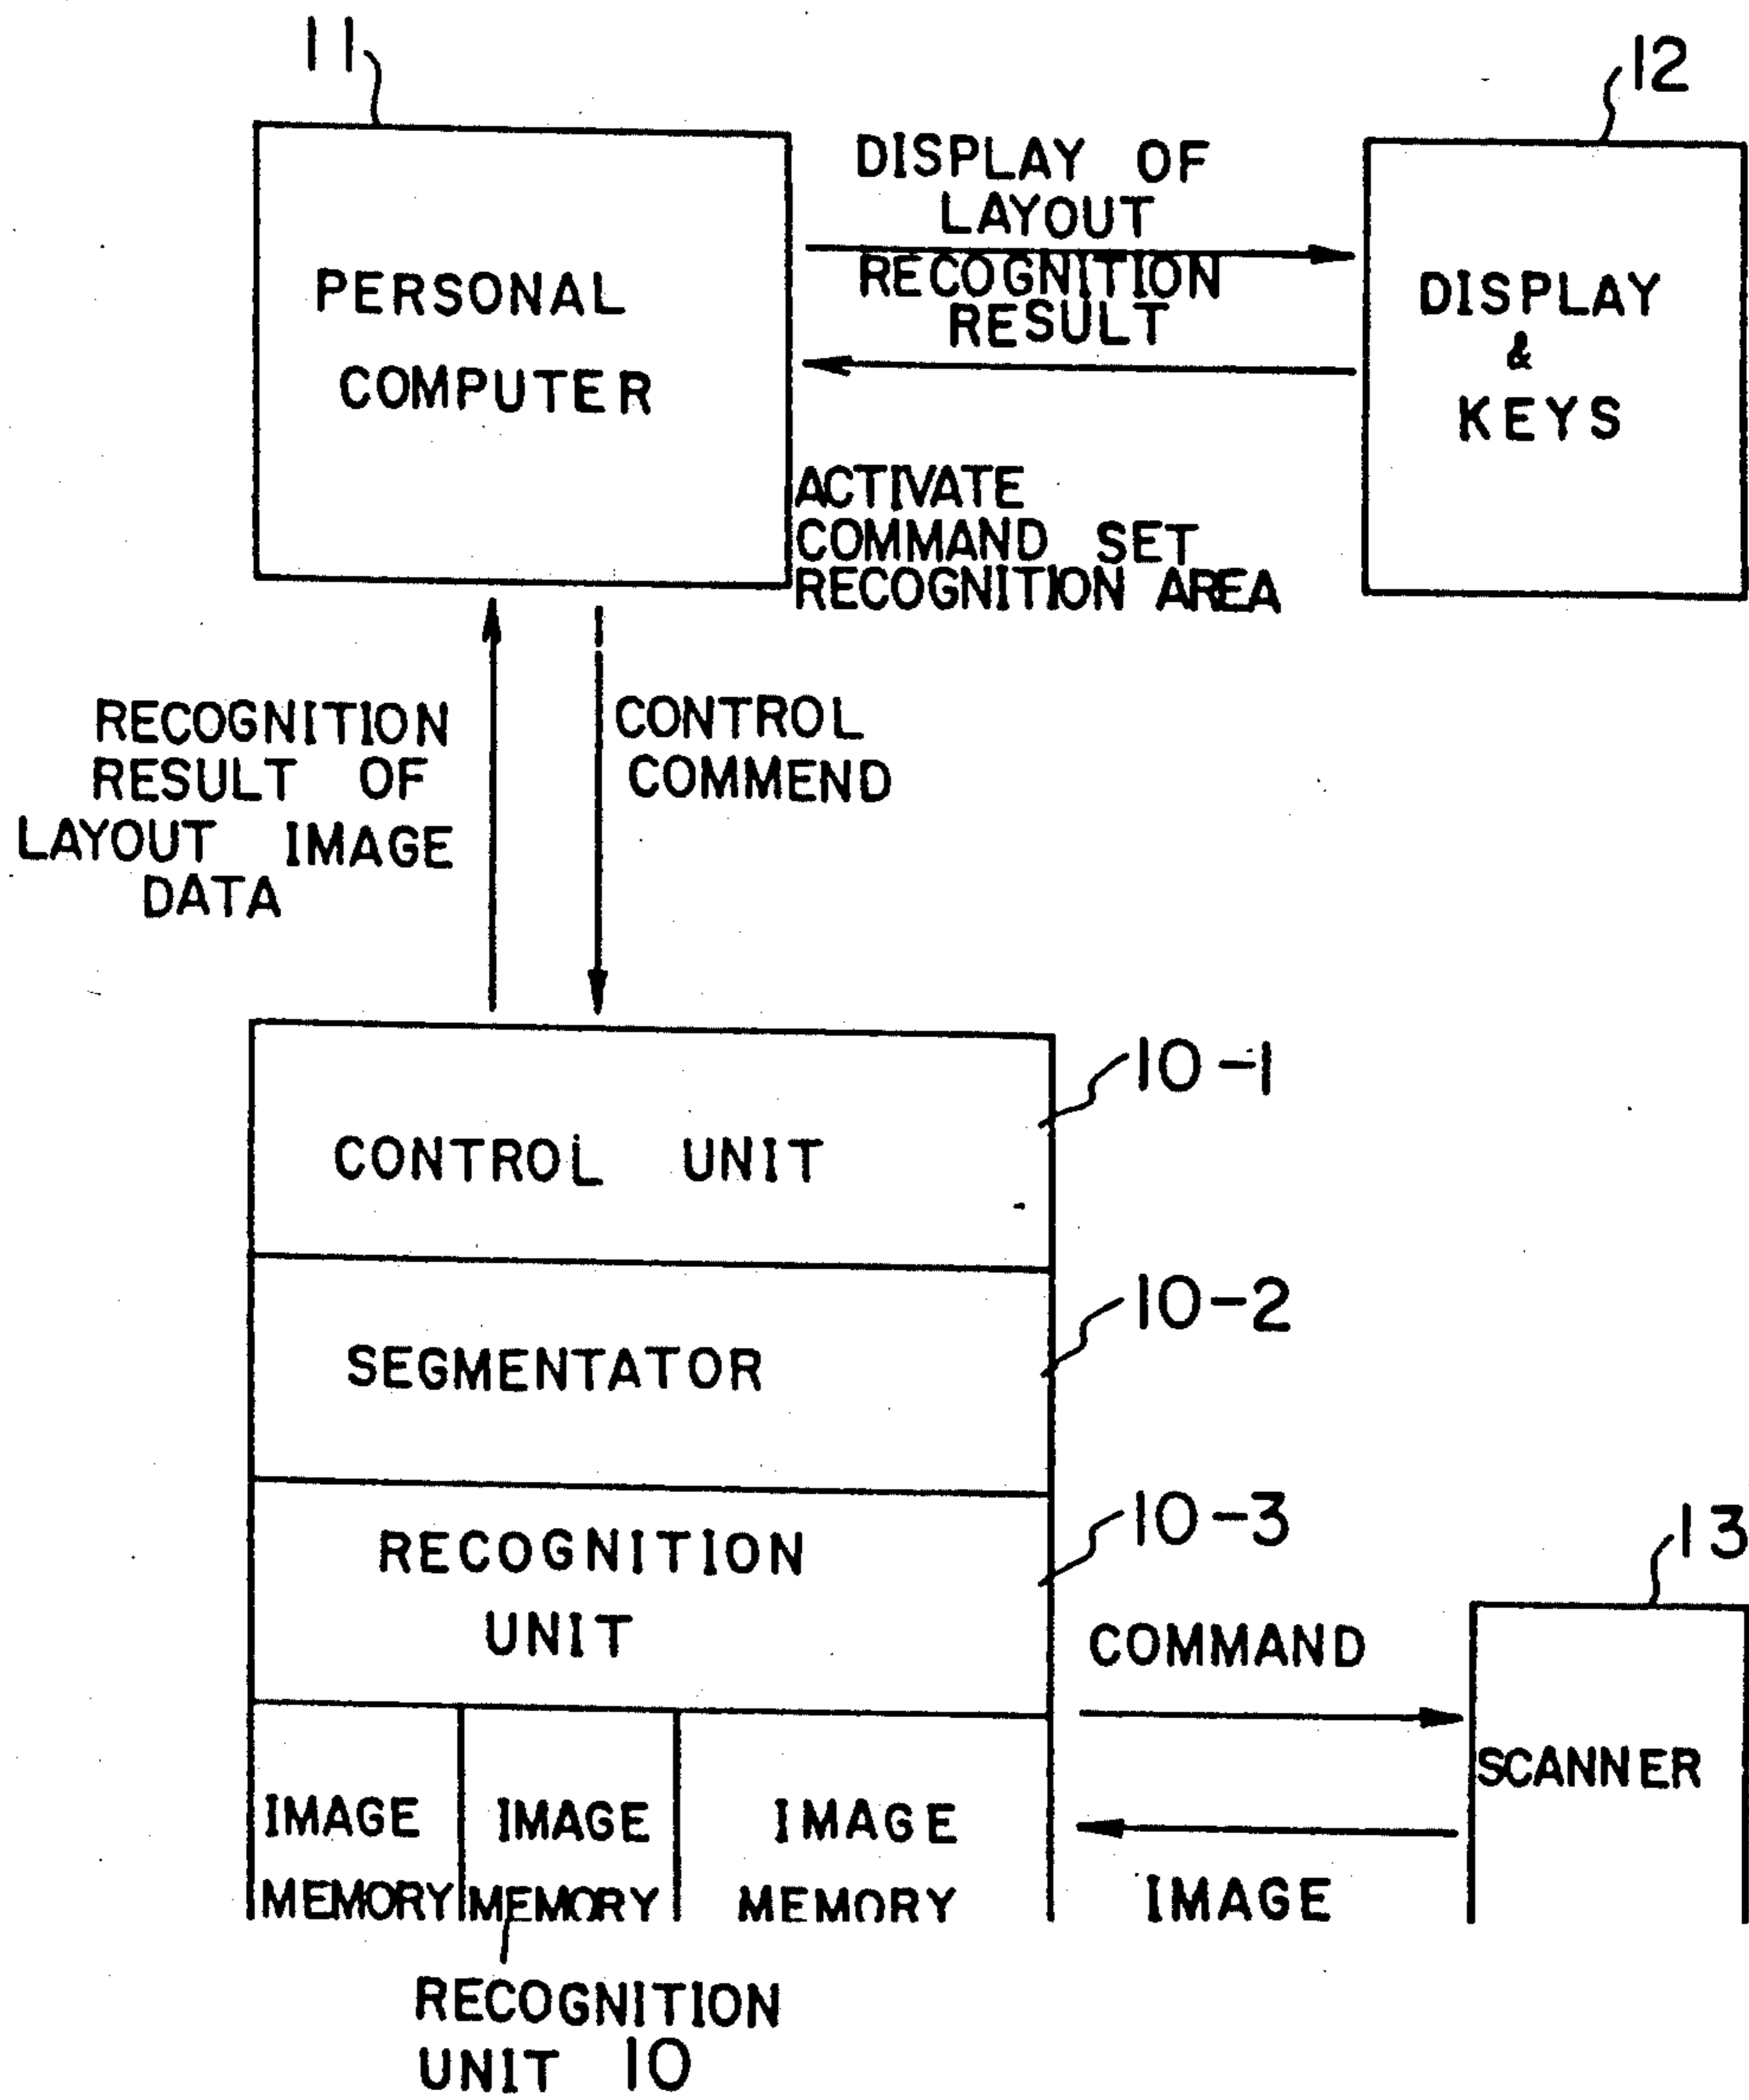 11
12
PERSONAL
COMPUTER
DISPLAY OF
LAYOUT
RECOGNITION
RESULT
DISPLAY
&
KEYS
ACTIVATE
COMMAND SET
RECOGNITION AREA
RECOGNITION
RESULT OF
LAYOUT IMAGE
DATA
CONTROL
COMMEND
CONTROL UNIT
10-1
SEGMENTATOR
10-2
RECOGNITION
UNIT
10-3
13
COMMAND
SCANNER
IMAGE
MEMORY
IMAGE
MEMORY
IMAGE
MEMORY
IMAGE
RECOGNITION
UNIT 10